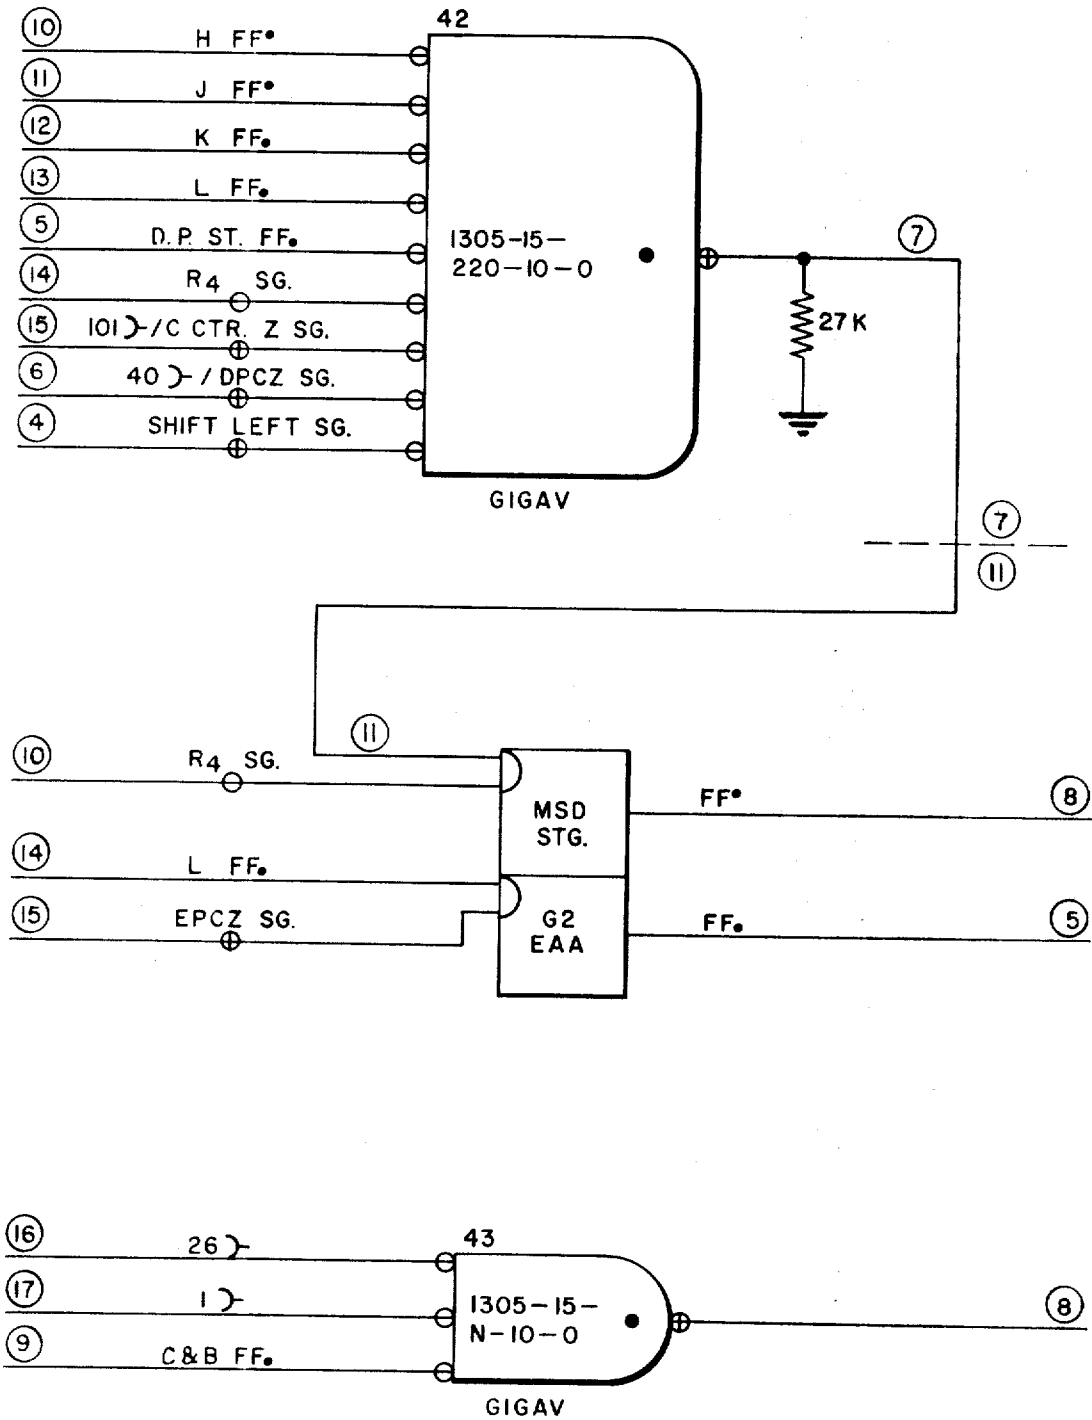 10 H FF•
42
11 J FF•
12 K FF.
13 L FF.
5 D.P. ST. FF.
14 R4 SG.
15 101 /C CTR. Z SG.
6 40 /DPCZ SG.
4 SHIFT LEFT SG.
1305-15-
220-10-0
7
27K
GIGAV
7
11
11
10 R4 SG.
14 L FF.
15 EPCZ SG.
MSD
STG.
G2
EAA
FF• 8
FF. 5
16 26
43
17 1
9 C&B FF.
1305-15-
N-10-0
8
GIGAV